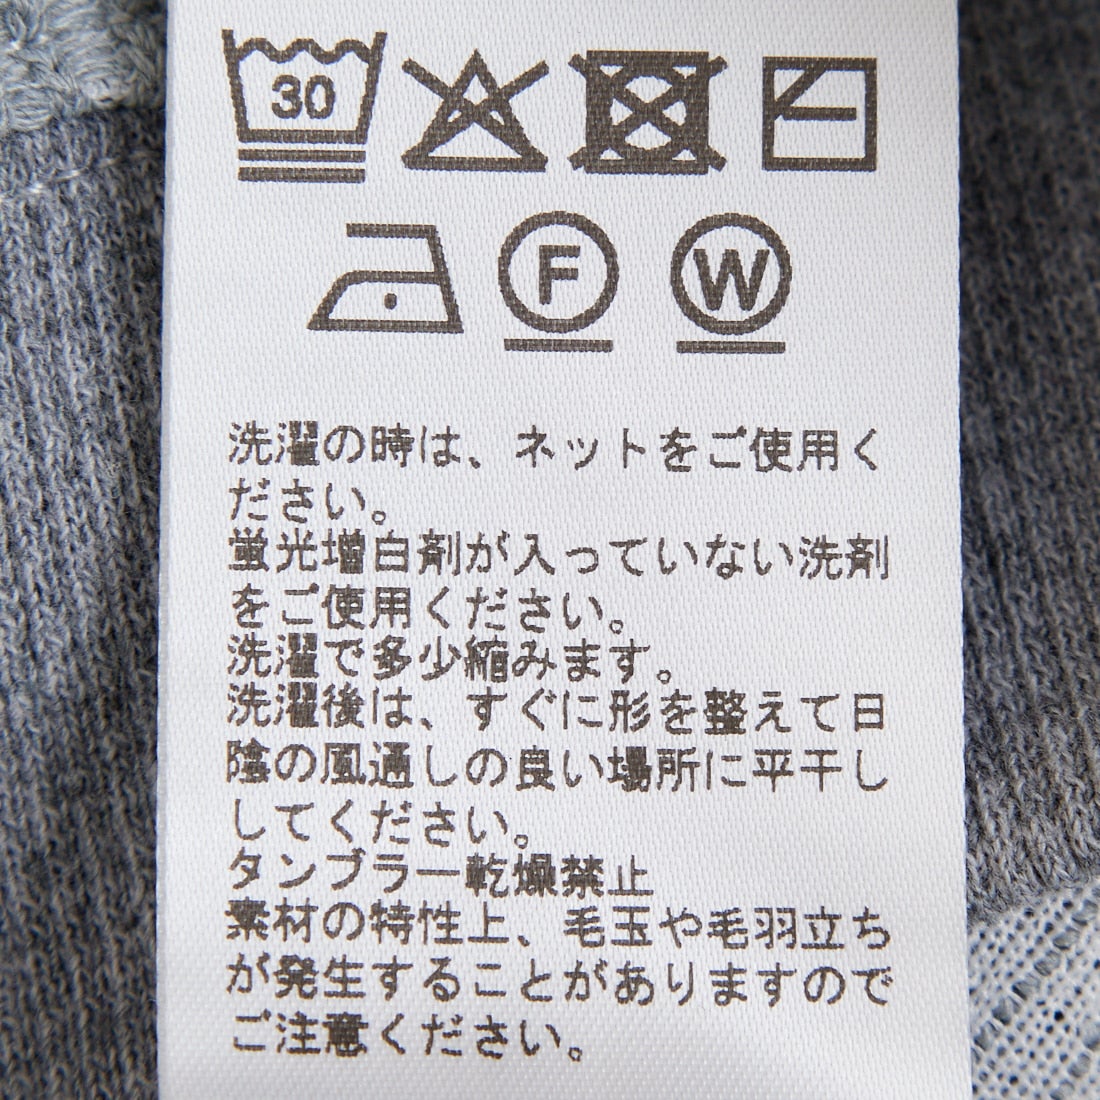 30
F W
洗濯の時は、ネットをご使用く
ださい。
蛍光増白剤が入っていない洗剤
をご使用ください。
洗濯で多少縮みます。
洗濯後は、すぐに形を整えて日
陰の風通しの良い場所に平干し
してください。
タンブラー乾燥禁止
素材の特性上、毛玉や毛羽立ち
が発生することがありますので
ご注意ください。